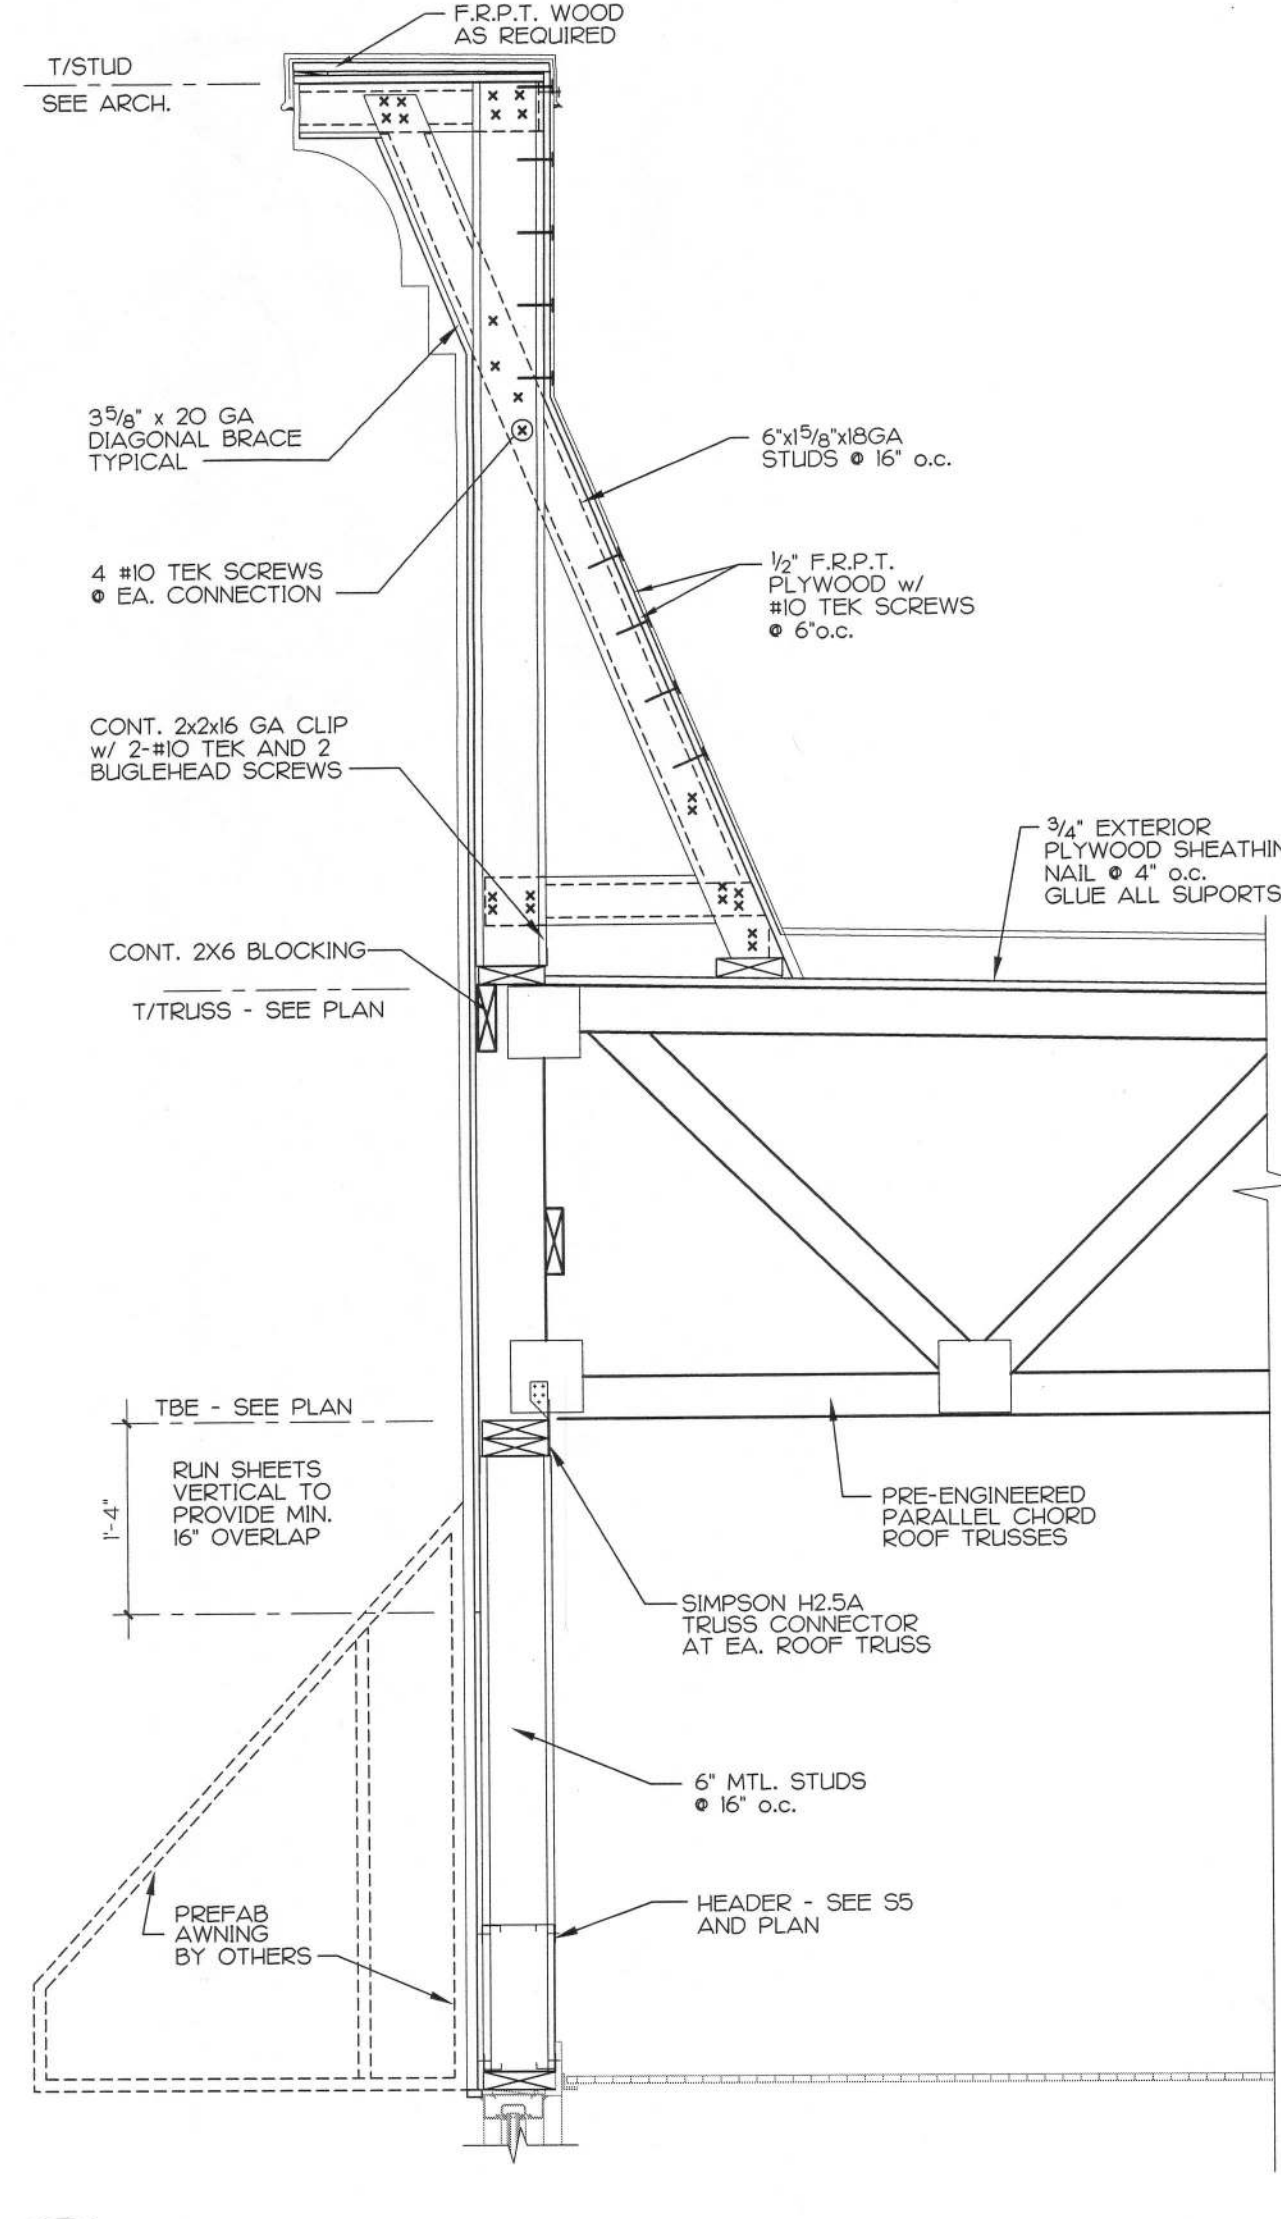 F.R.P.T. WOOD
AS REQUIRED
T/STUD
SEE ARCH.
3 5/8" x 20 GA
DIAGONAL BRACE
TYPICAL
6"x1 5/8"x18GA
STUDS @ 16" o.c.
4 #10 TEK SCREWS
@ EA. CONNECTION
1/2" F.R.P.T.
PLYWOOD w/
#10 TEK SCREWS
@ 6"o.c.
CONT. 2x2x16 GA CLIP
w/ 2-#10 TEK AND 2
BUGLEHEAD SCREWS
3/4" EXTERIOR
PLYWOOD SHEATHIN
NAIL @ 4" o.c.
GLUE ALL SUPORTS
CONT. 2X6 BLOCKING
T/TRUSS - SEE PLAN
TBE - SEE PLAN
RUN SHEETS
VERTICAL TO
PROVIDE MIN.
16" OVERLAP
1'-4"
PRE-ENGINEERED
PARALLEL CHORD
ROOF TRUSSES
SIMPSON H2.5A
TRUSS CONNECTOR
AT EA. ROOF TRUSS
6" MTL. STUDS
@ 16" o.c.
HEADER - SEE S5
AND PLAN
PREFAB
AWNING
BY OTHERS